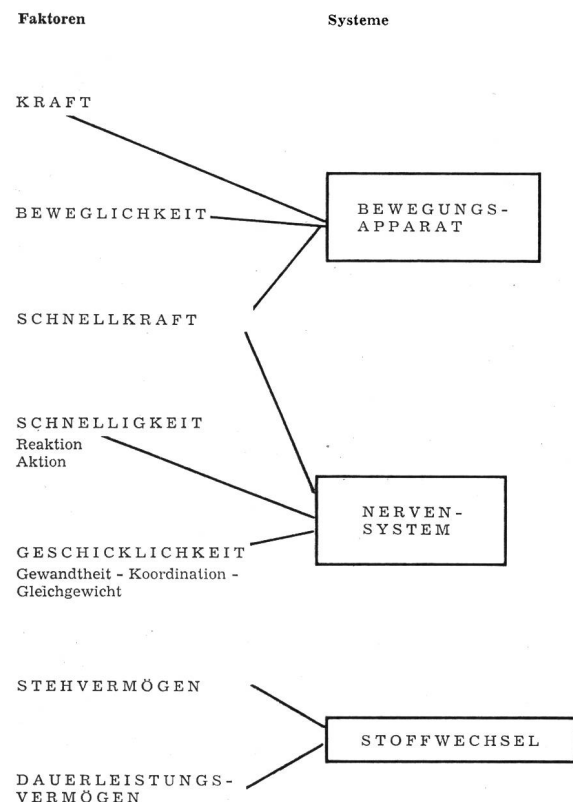 Faktoren
Systeme
KRAFT
BEWEGLICHKEIT
BEWEGUNGS-
APPARAT
SCHNELLKRAFT
SCHNELLIGKEIT
Reaktion
Aktion
NERVEN-
SYSTEM
GESCHICKLICHKEIT
Gewandtheit - Koordination -
Gleichgewicht
STEHVERMÖGEN
STOFFWECHSEL
DAUERLEISTUNGS-
VERMÖGEN